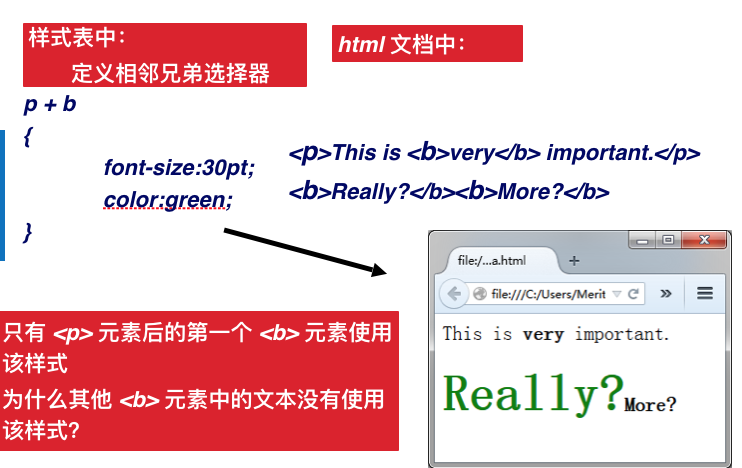 样式表中：
定义相邻兄弟选择器
html 文档中：
p + b
{
font-size:30pt;
color:green;
}
<p>This is <b>very</b> important.</p>
<b>Really?</b><b>More?</b>
file:/...a.html
file:///C:/Users/Merit
This is very important.
Really?More?
只有 <p> 元素后的第一个 <b> 元素使用
该样式
为什么其他 <b> 元素中的文本没有使用
该样式？